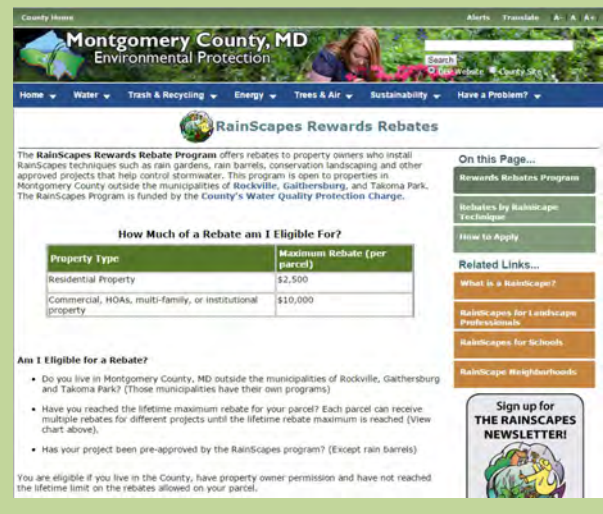 County Home
Alerts Translate A- A A+
Montgomery County, MD
Environmental Protection
Search
Website County Site
Home Water Trash & Recycling Energy Trees & Air Sustainability Have a Problem?
RainScapes Rewards Rebates
The RainScapes Rewards Rebate Program offers rebates to property owners who install
RainScapes techniques such as rain gardens, rain barrels, conservation landscaping and other
approved projects that help control stormwater. This program is open to properties in
Montgomery County outside the municipalities of Rockville, Gaithersburg, and Takoma Park.
The RainScapes Program is funded by the County's Water Quality Protection Charge.
How Much of a Rebate am I Eligible For?
Property Type
Maximum Rebate (per
parcel)
Residential Property
$2,500
Commercial, HOAs, multi-family, or institutional
property
$10,000
Am I Eligible for a Rebate?
• Do you live in Montgomery County, MD outside the municipalities of Rockville, Gaithersburg
and Takoma Park? (Those municipalities have their own programs)
• Have you reached the lifetime maximum rebate for your parcel? Each parcel can receive
multiple rebates for different projects until the lifetime rebate maximum is reached (View
chart above).
• Has your project been pre-approved by the RainScapes program? (Except rain barrels)
You are eligible if you live in the County, have property owner permission and have not reached
the lifetime limit on the rebates allowed on your parcel.
On this Page...
Rewards Rebates Program
Rebates by Rainscape
Technique
How to Apply
Related Links...
What is a RainScape?
RainScapes for Landscape
Professionals
RainScapes for Schools
RainScape Neighborhoods
Sign up for
THE RAINSCAPES
NEWSLETTER!